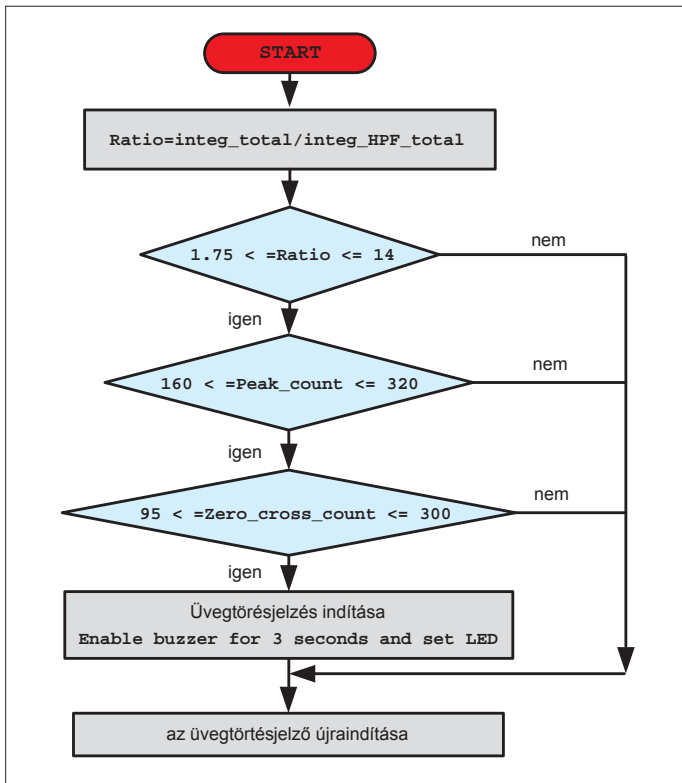 START
Ratio=integ_total/integ_HPF_total
1.75 < =Ratio <= 14
nem
igen
160 < =Peak_count <= 320
nem
igen
95 < =Zero_cross_count <= 300
nem
igen
Üvegtörésjelzés indítása
Enable buzzer for 3 seconds and set LED
az üvegtörtésjelző újraindítása